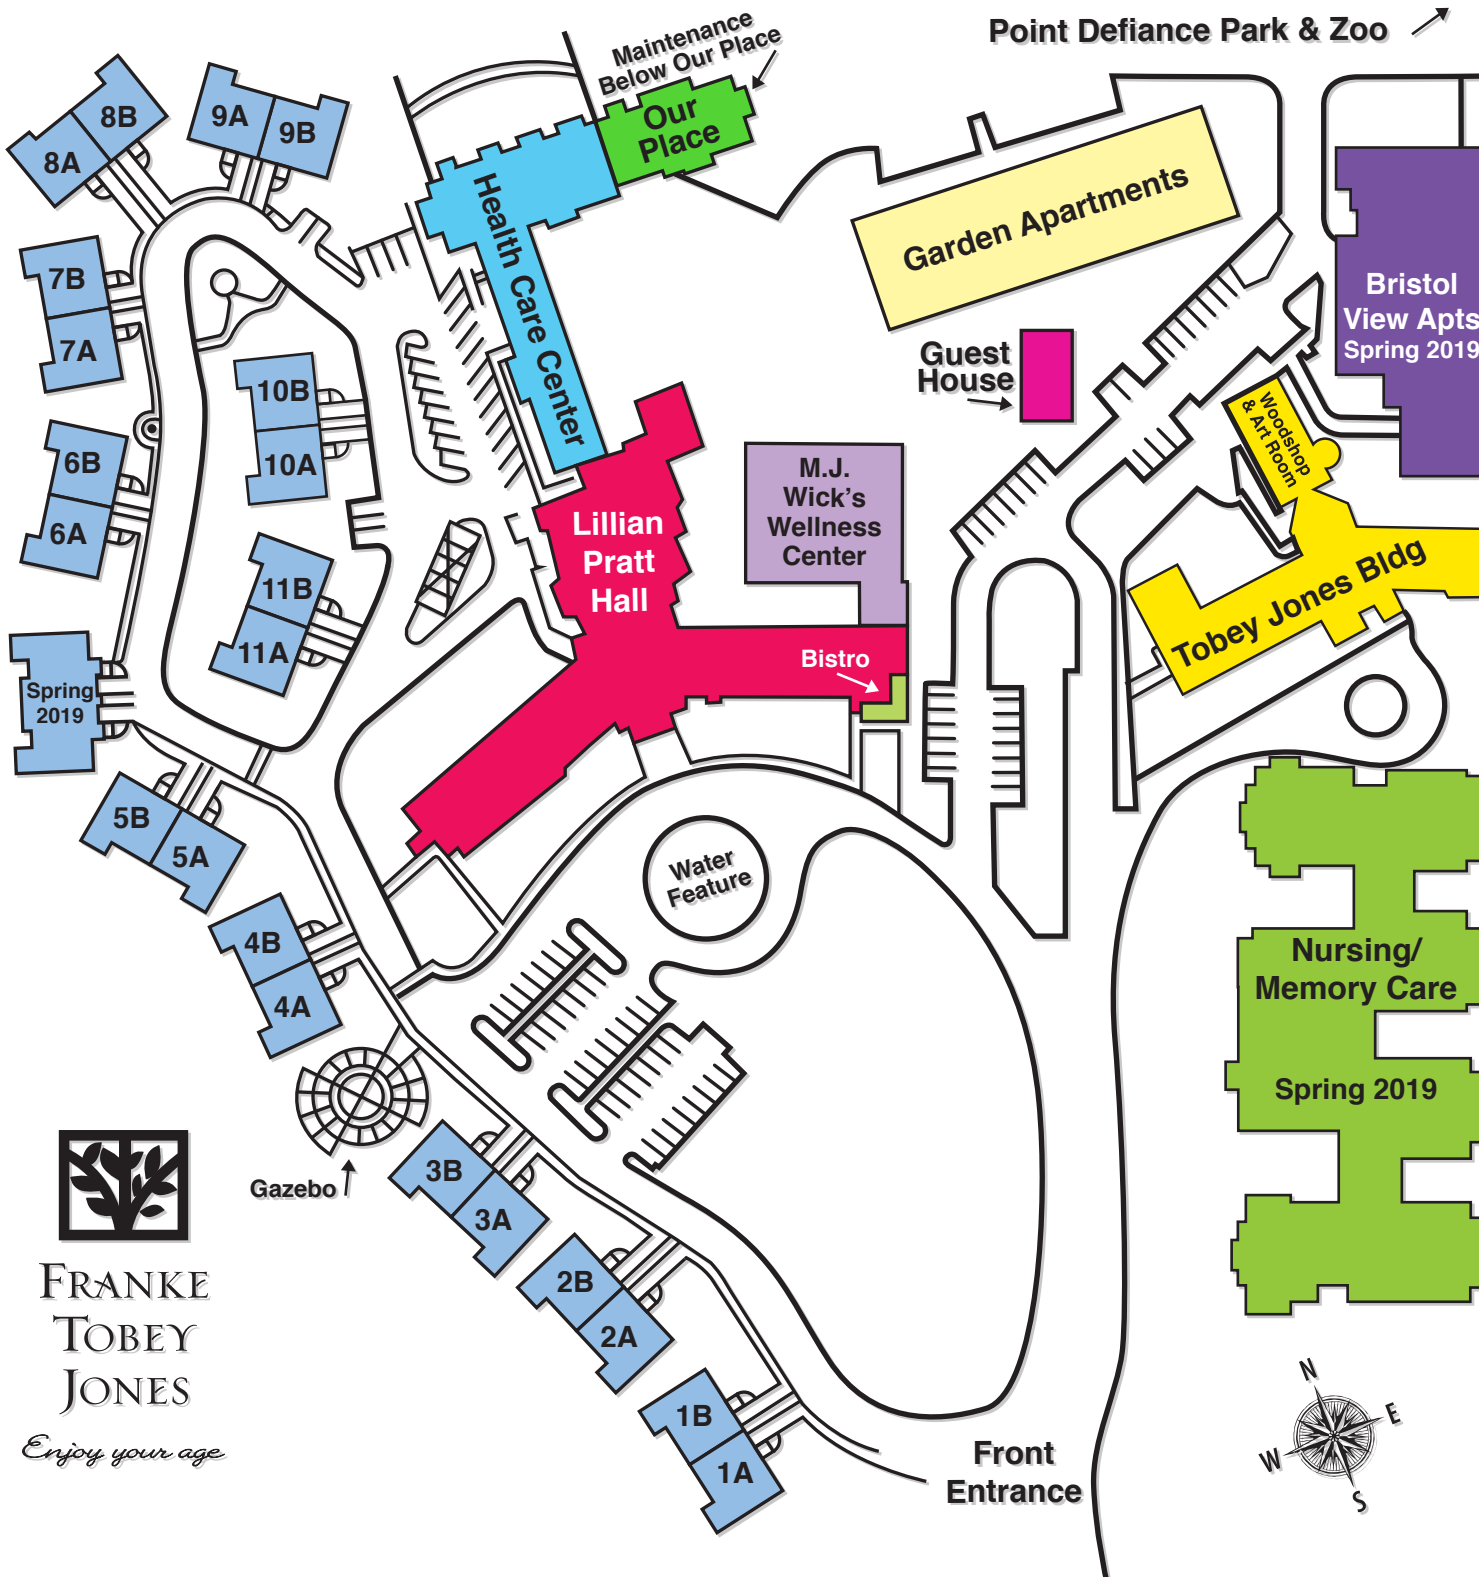 Point Defiance Park & Zoo
Maintenance
Below Our Place
Our
Place
8B
8A
9A
9B
Health Care Center
Garden Apartments
Bristol
View Apts
Spring 2019
7B
7A
Guest
House
10B
10A
Woodshop
& Art Room
6B
6A
M.J.
Wick's
Wellness
Center
Lillian
Pratt
Hall
11B
11A
Tobey Jones Bldg
Bistro
Spring
2019
5B
5A
Water
Feature
4B
4A
Nursing/
Memory Care
Spring 2019
Gazebo
3B
3A
2B
2A
1B
1A
FRANKE
TOBEY
JONES
Enjoy your age
Front
Entrance
N
E
W
S